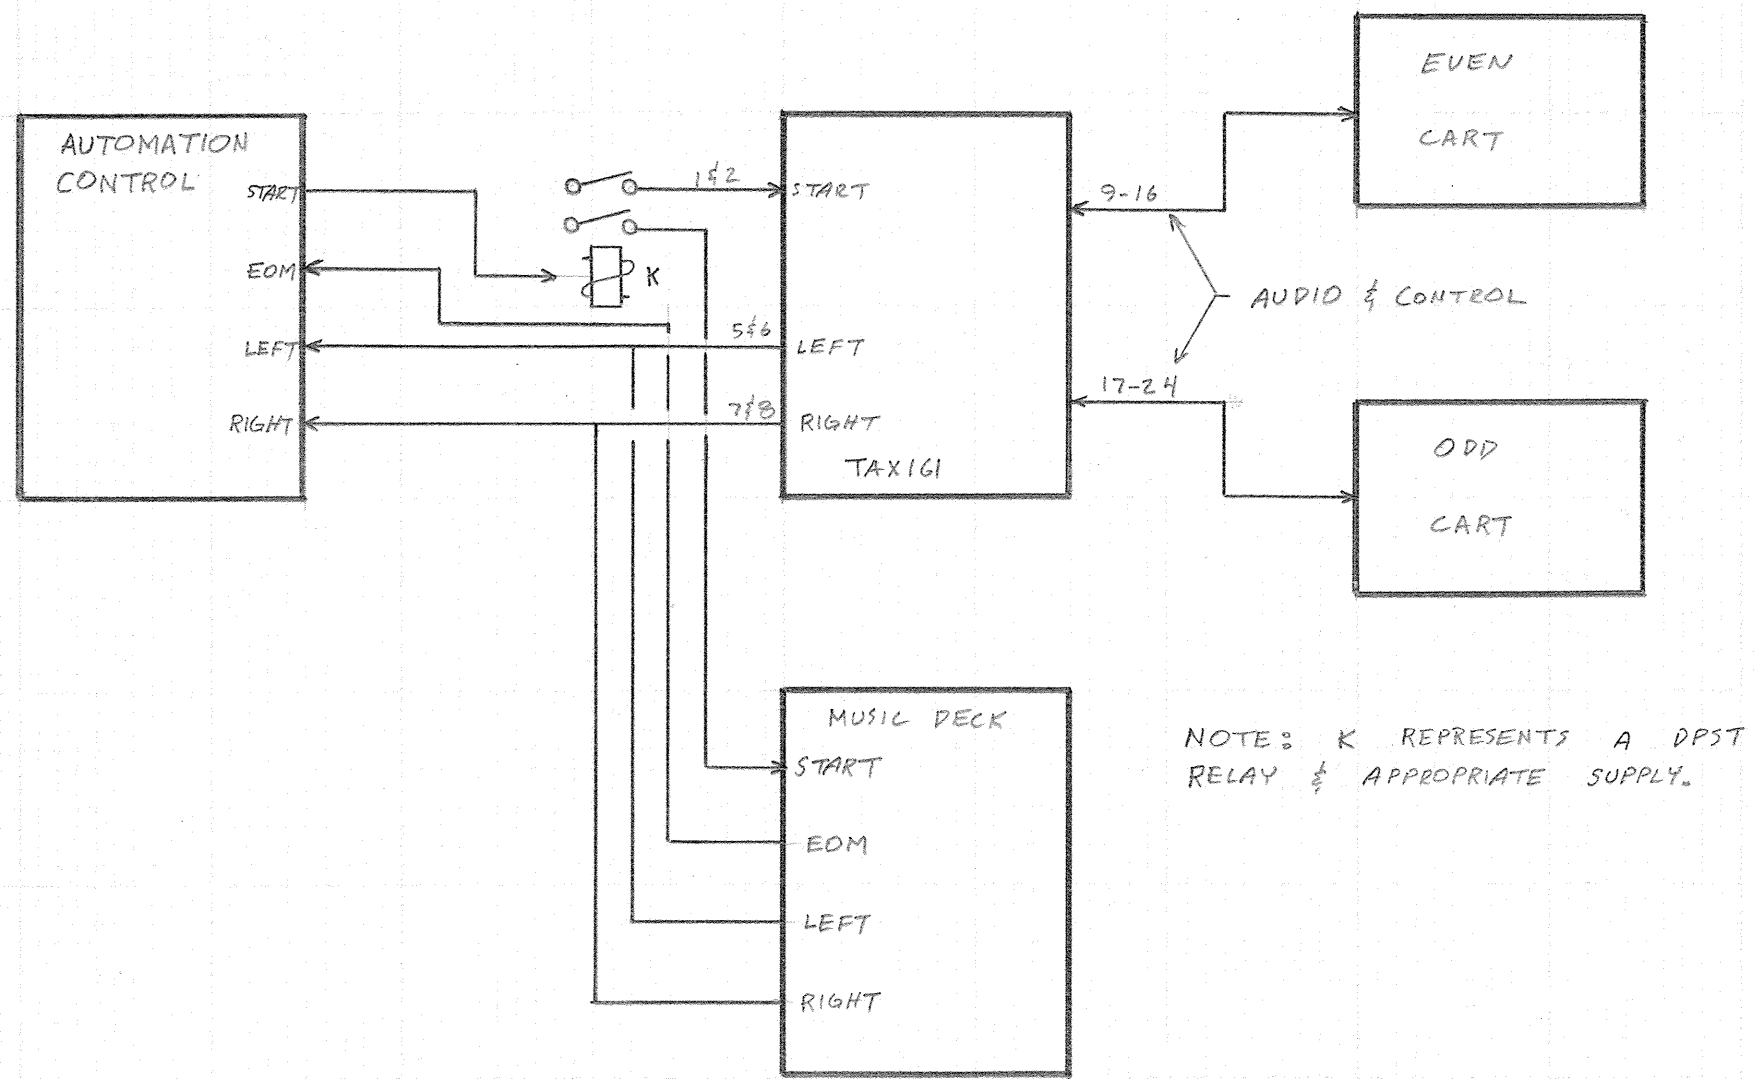 EVEN
CART
AUTOMATION
CONTROL
START
EOM
LEFT
RIGHT
K
1&2
5&6
7&8
START
LEFT
RIGHT
TAX1G1
9-16
AUDIO & CONTROL
17-24
ODD
CART
MUSIC DECK
START
EOM
LEFT
RIGHT
NOTE: K REPRESENTS A DPST
RELAY & APPROPRIATE SUPPLY.